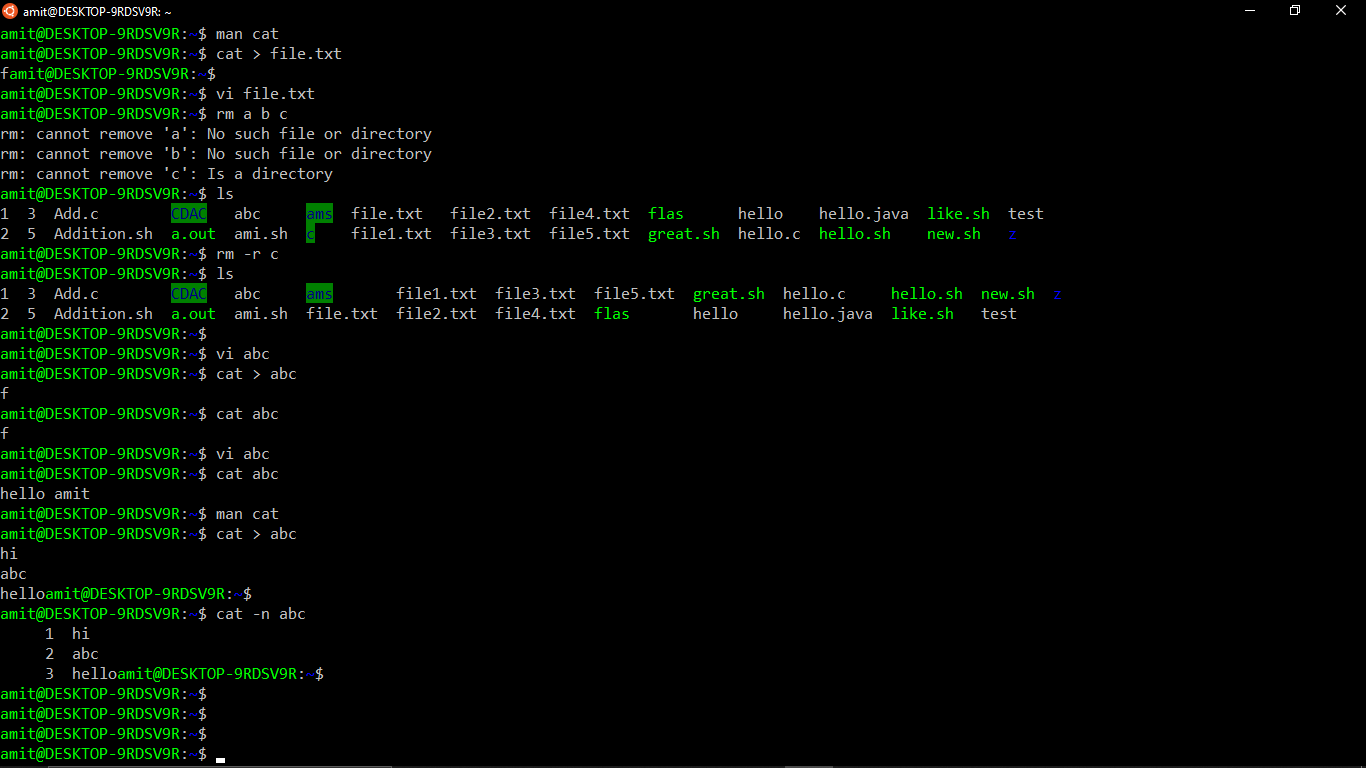 amit@DESKTOP-9RDSV9R: ~
amit@DESKTOP-9RDSV9R:~$ man cat
amit@DESKTOP-9RDSV9R:~$ cat > file.txt
famit@DESKTOP-9RDSV9R:~$
amit@DESKTOP-9RDSV9R:~$ vi file.txt
amit@DESKTOP-9RDSV9R:~$ rm a b c
rm: cannot remove 'a': No such file or directory
rm: cannot remove 'b': No such file or directory
rm: cannot remove 'c': Is a directory
amit@DESKTOP-9RDSV9R:~$ ls
1  3  Add.c        CDAC   abc     ams  file.txt   file2.txt  file4.txt  flas      hello    hello.java  like.sh  test
2  5  Addition.sh  a.out  ami.sh  c    file1.txt  file3.txt  file5.txt  great.sh  hello.c  hello.sh    new.sh   z
amit@DESKTOP-9RDSV9R:~$ rm -r c
amit@DESKTOP-9RDSV9R:~$ ls
1  3  Add.c        CDAC   abc     ams       file1.txt  file3.txt  file5.txt  great.sh  hello.c     hello.sh  new.sh  z
2  5  Addition.sh  a.out  ami.sh  file.txt  file2.txt  file4.txt  flas       hello     hello.java  like.sh   test
amit@DESKTOP-9RDSV9R:~$
amit@DESKTOP-9RDSV9R:~$ vi abc
amit@DESKTOP-9RDSV9R:~$ cat > abc
f
amit@DESKTOP-9RDSV9R:~$ cat abc
f
amit@DESKTOP-9RDSV9R:~$ vi abc
amit@DESKTOP-9RDSV9R:~$ cat abc
hello amit
amit@DESKTOP-9RDSV9R:~$ man cat
amit@DESKTOP-9RDSV9R:~$ cat > abc
hi
abc
helloamit@DESKTOP-9RDSV9R:~$
amit@DESKTOP-9RDSV9R:~$ cat -n abc
     1  hi
     2  abc
     3  helloamit@DESKTOP-9RDSV9R:~$
amit@DESKTOP-9RDSV9R:~$
amit@DESKTOP-9RDSV9R:~$
amit@DESKTOP-9RDSV9R:~$
amit@DESKTOP-9RDSV9R:~$